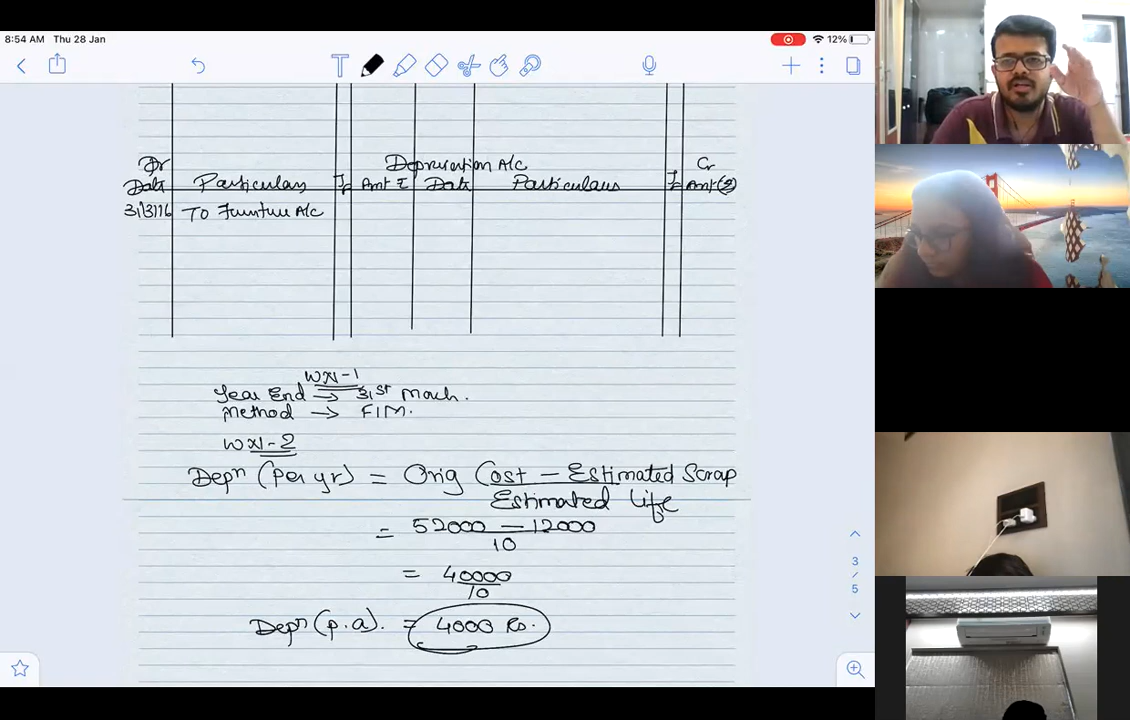 8:54 AM Thu 28 Jan
12%
T
Depreciation A/c
Dr Cr
Date Particulars J.F Amt ₹ Date Particulars J.F Amt(₹)
31/3/16 To Furniture A/c
WN-1
Year End → 31st March.
Method → FIM.
WN-2
Depn (per yr) = Orig Cost - Estimated Scrap
Estimated Life
= 52000 - 12000
10
= 40000
10
Depn (p.a). = 4000 Rs.
3
/
5